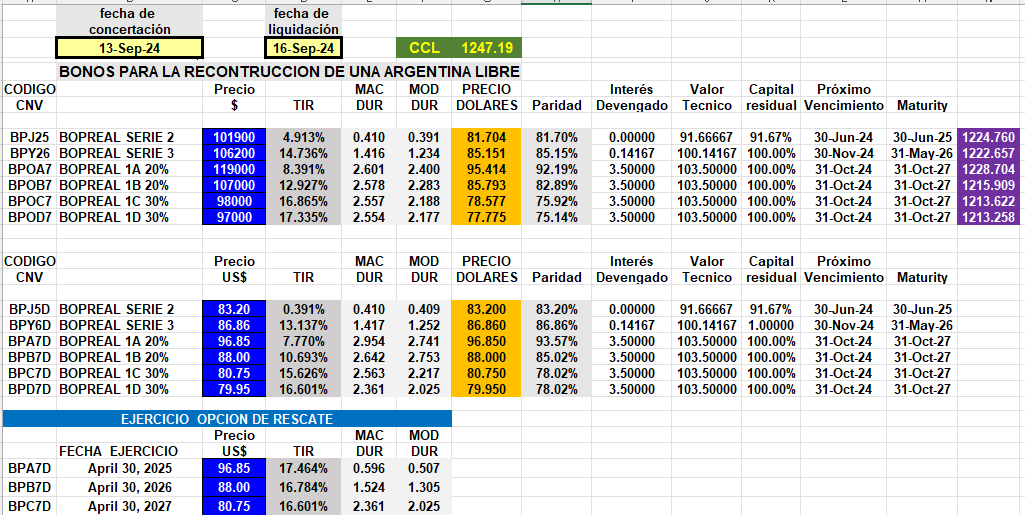 fecha de fecha de
concertación liquidación
13-Sep-24 16-Sep-24 CCL 1247.19
BONOS PARA LA RECONTRUCCION DE UNA ARGENTINA LIBRE
CODIGO Precio MAC MOD PRECIO Interés Valor Capital Próximo
CNV $ TIR DUR DUR DOLARES Paridad Devengado Tecnico residual Vencimiento Maturity
BPJ25 BOPREAL SERIE 2 101900 4.913% 0.410 0.391 81.704 81.70% 0.00000 91.66667 91.67% 30-Jun-24 30-Jun-25 1224.760
BPY26 BOPREAL SERIE 3 106200 14.736% 1.416 1.234 85.151 85.15% 0.14167 100.14167 100.00% 30-Nov-24 31-May-26 1222.657
BPOA7 BOPREAL 1A 20% 119000 8.391% 2.601 2.400 95.414 92.19% 3.50000 103.50000 100.00% 31-Oct-24 31-Oct-27 1228.704
BPOB7 BOPREAL 1B 20% 107000 12.927% 2.578 2.283 85.793 82.89% 3.50000 103.50000 100.00% 31-Oct-24 31-Oct-27 1215.909
BPOC7 BOPREAL 1C 30% 98000 16.865% 2.557 2.188 78.577 75.92% 3.50000 103.50000 100.00% 31-Oct-24 31-Oct-27 1213.622
BPOD7 BOPREAL 1D 30% 97000 17.335% 2.554 2.177 77.775 75.14% 3.50000 103.50000 100.00% 31-Oct-24 31-Oct-27 1213.258
CODIGO Precio MAC MOD PRECIO Interés Valor Capital Próximo
CNV US$ TIR DUR DUR DOLARES Paridad Devengado Tecnico residual Vencimiento Maturity
BPJ5D BOPREAL SERIE 2 83.20 0.391% 0.410 0.409 83.200 83.20% 0.00000 91.66667 91.67% 30-Jun-24 30-Jun-25
BPY6D BOPREAL SERIE 3 86.86 13.137% 1.417 1.252 86.860 86.86% 0.14167 100.14167 1.00000 30-Nov-24 31-May-26
BPA7D BOPREAL 1A 20% 96.85 7.770% 2.954 2.741 96.850 93.57% 3.50000 103.50000 100.00% 31-Oct-24 31-Oct-27
BPB7D BOPREAL 1B 20% 88.00 10.693% 2.642 2.753 88.000 85.02% 3.50000 103.50000 100.00% 31-Oct-24 31-Oct-27
BPC7D BOPREAL 1C 30% 80.75 15.626% 2.563 2.217 80.750 78.02% 3.50000 103.50000 100.00% 31-Oct-24 31-Oct-27
BPD7D BOPREAL 1D 30% 79.95 16.601% 2.361 2.025 79.950 78.02% 3.50000 103.50000 100.00% 31-Oct-24 31-Oct-27
EJERCICIO OPCION DE RESCATE
Precio MAC MOD
FECHA EJERCICIO US$ TIR DUR DUR
BPA7D April 30, 2025 96.85 17.464% 0.596 0.507
BPB7D April 30, 2026 88.00 16.784% 1.524 1.305
BPC7D April 30, 2027 80.75 16.601% 2.361 2.025